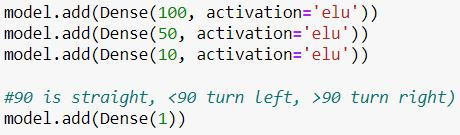 model.add(Dense(100, activation='elu'))
model.add(Dense(50, activation='elu'))
model.add(Dense(10, activation='elu'))
#90 is straight, <90 turn left, >90 turn right)
model.add(Dense(1))